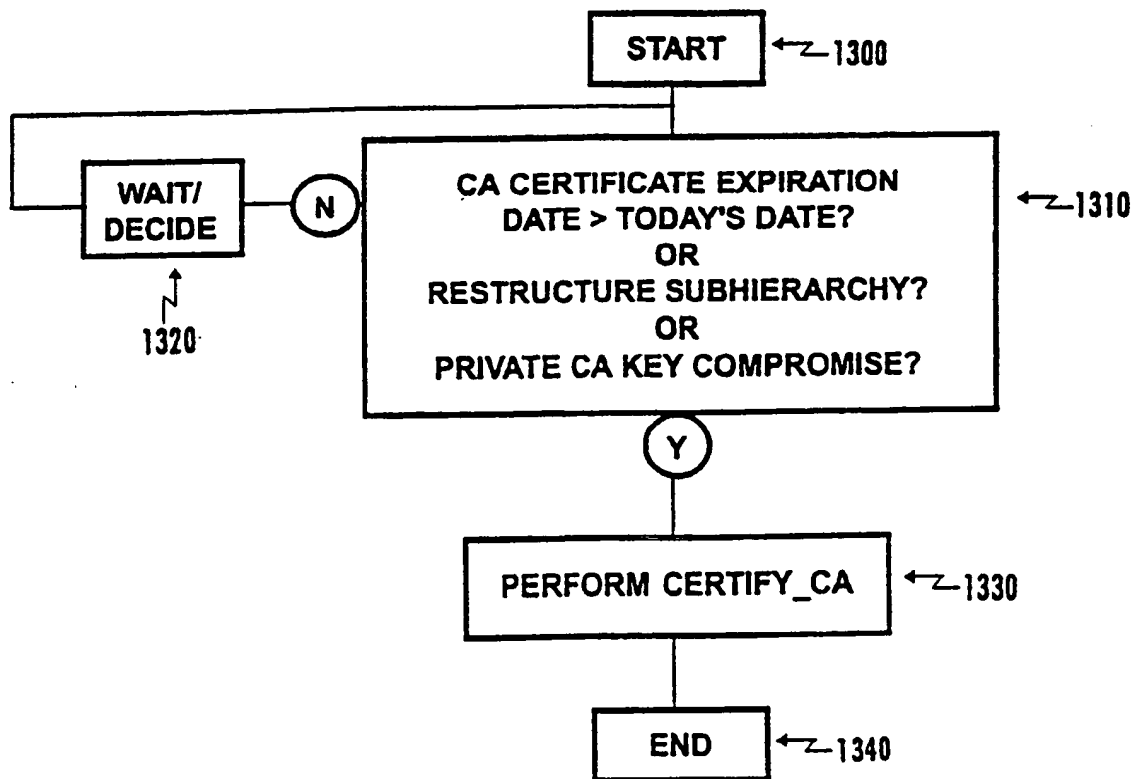 START
1300
WAIT/
DECIDE
1320
N
CA CERTIFICATE EXPIRATION
DATE > TODAY'S DATE?
OR
RESTRUCTURE SUBHIERARCHY?
OR
PRIVATE CA KEY COMPROMISE?
1310
Y
PERFORM CERTIFY_CA
1330
END
1340